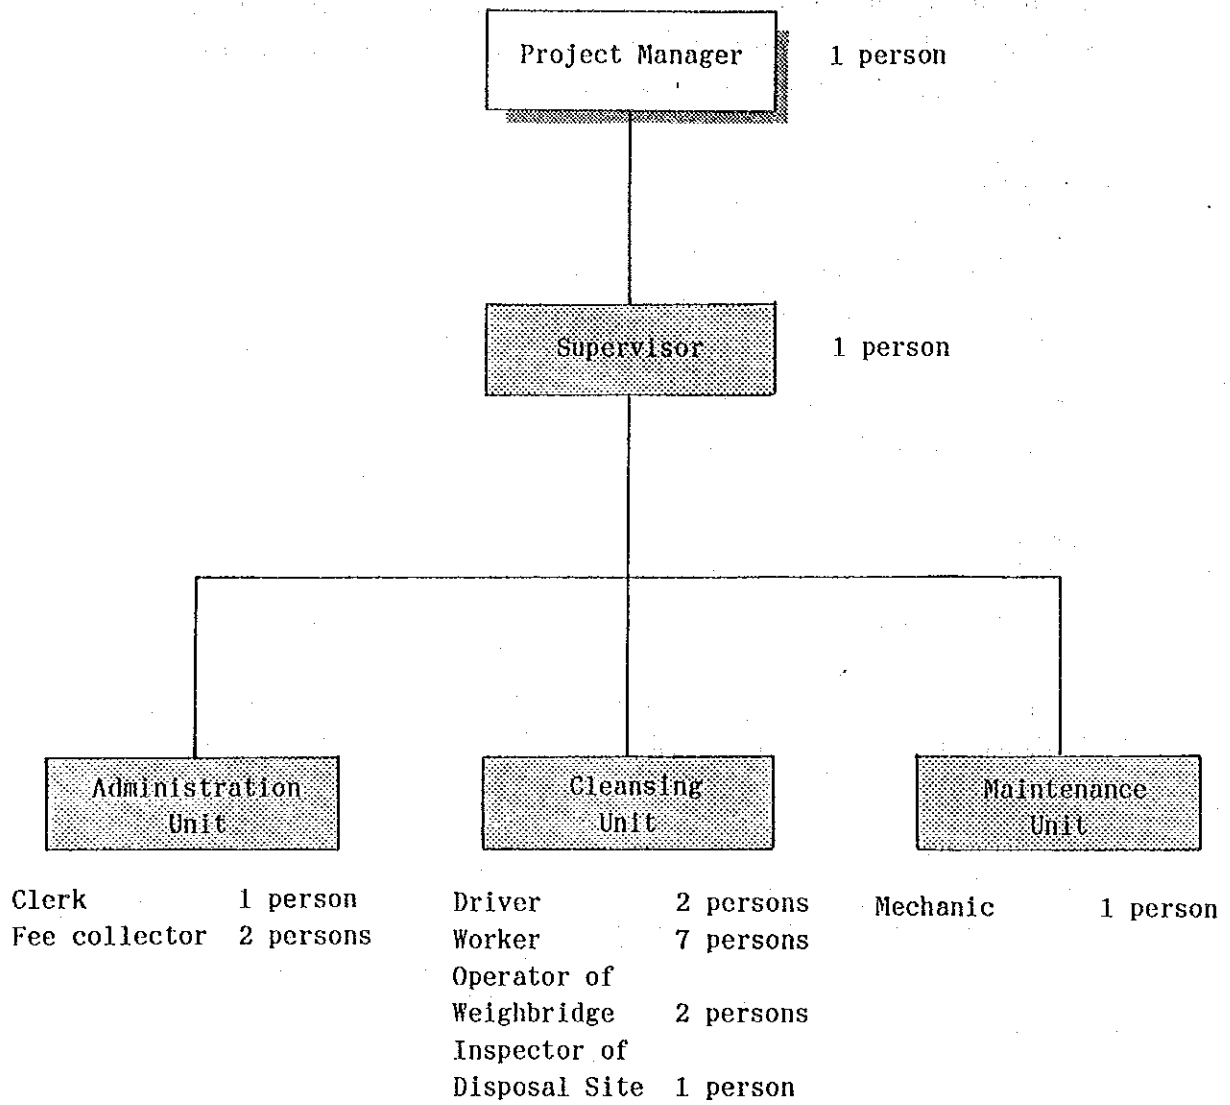 Project Manager 1 person
Supervisor 1 person
Administration
Unit
Cleansing
Unit
Maintenance
Unit
Clerk 1 person
Fee collector 2 persons
Driver 2 persons
Worker 7 persons
Operator of
Weighbridge 2 persons
Inspector of
Disposal Site 1 person
Mechanic 1 person